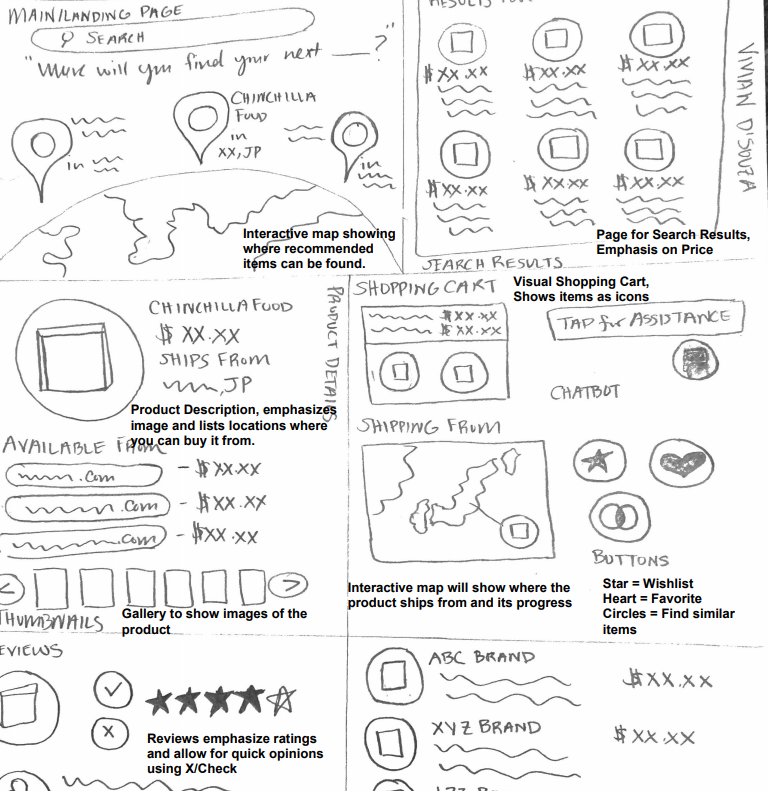 MAIN/LANDING PAGE
SEARCH
"Where will you find your next ___?"
CHINCHILLA
FOOD
in
XX, JP
in
in
Interactive map showing
where recommended
items can be found.
$XX.XX $XX.XX $XX.XX
$XX.XX $XX.XX $XX.XX
VIVIAN D'SOUZA
Page for Search Results,
Emphasis on Price
SEARCH RESULTS
CHINCHILLA FOOD
$XX.XX
SHIPS FROM
, JP
PRODUCT DETAILS
Product Description, emphasizes
image and lists locations where
you can buy it from.
AVAILABLE FROM
.com - $XX.XX
.com - $XX.XX
.com - $XX.XX
< >
THUMBNAILS
Gallery to show images of the
product
SHOPPING CART
Visual Shopping Cart,
Shows items as icons
$XX.XX
$XX.XX
TAP for ASSISTANCE
CHATBOT
SHIPPING FROM
Interactive map will show where the
product ships from and its progress
BUTTONS
Star = Wishlist
Heart = Favorite
Circles = Find similar
items
EVIEWS
X
Reviews emphasize ratings
and allow for quick opinions
using X/Check
ABC BRAND
$XX.XX
XYZ BRAND
$XX.XX